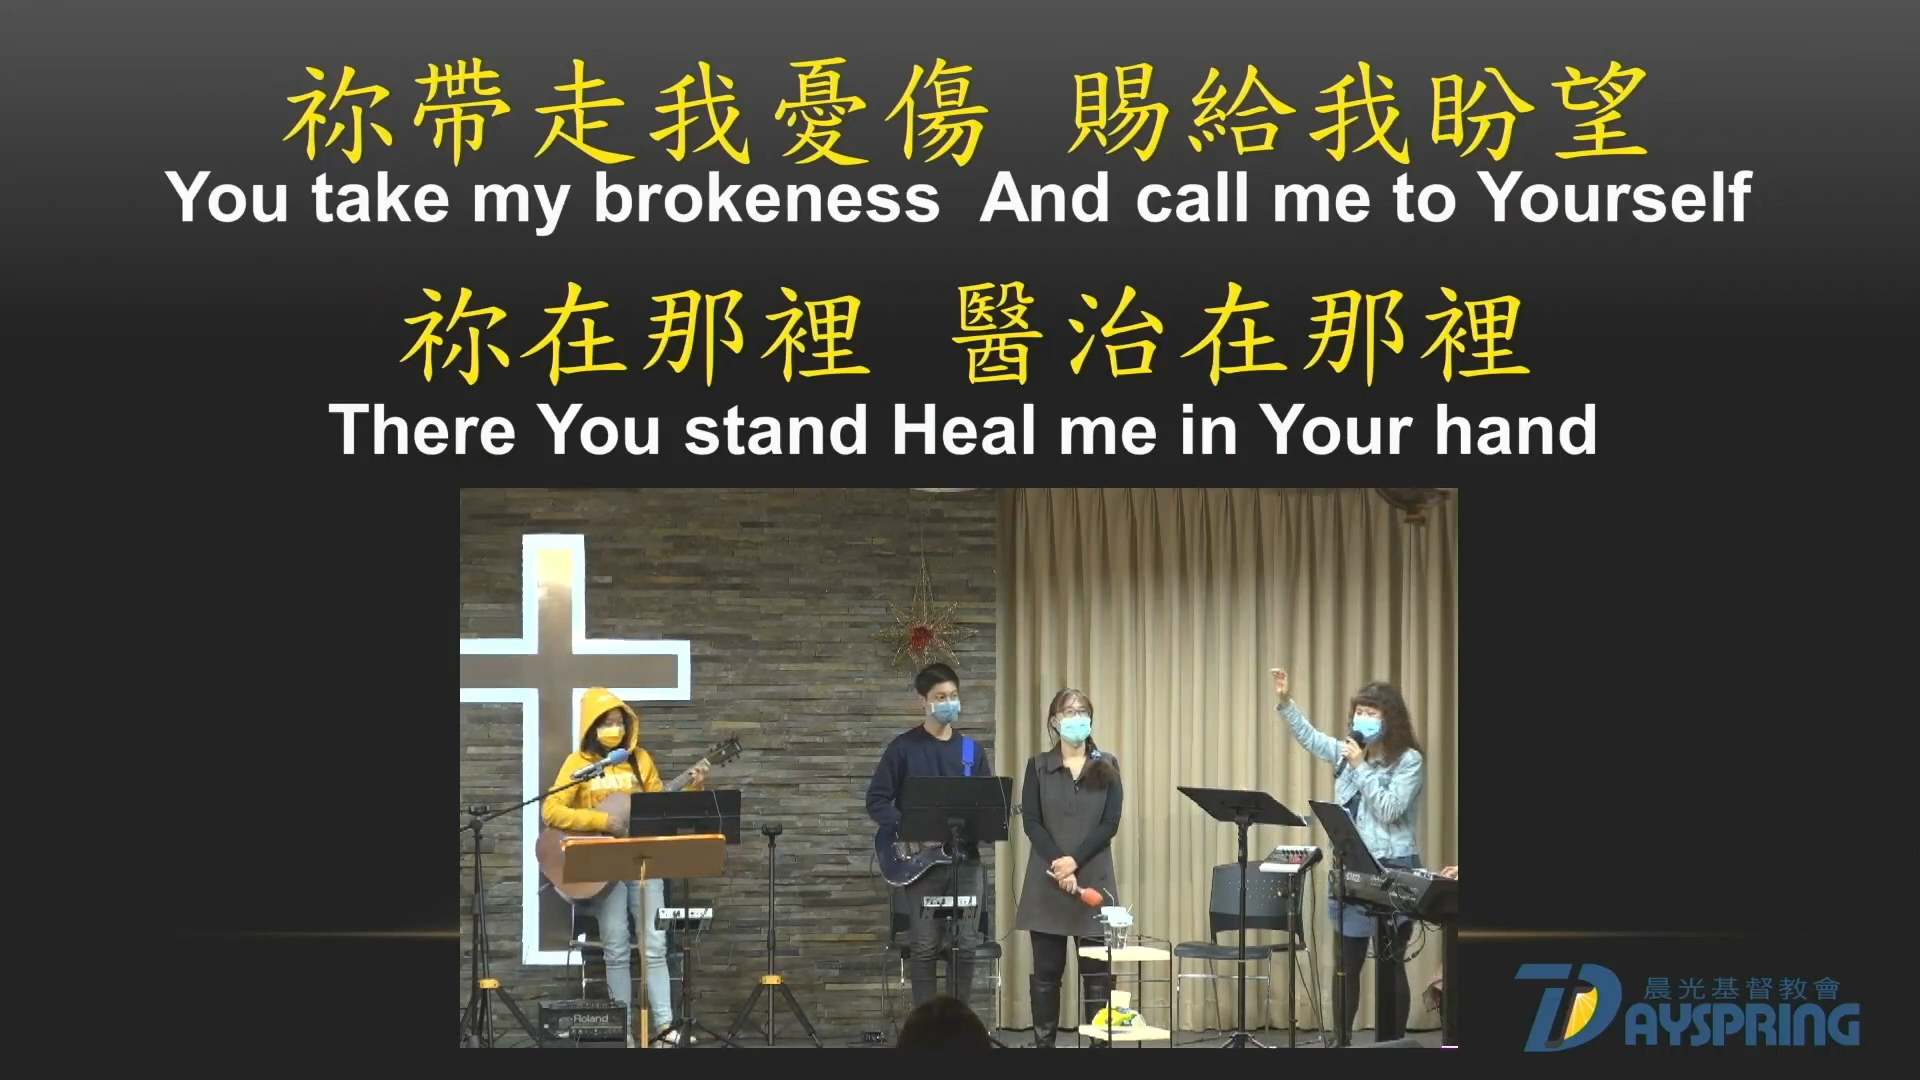 祢帶走我憂傷 賜給我盼望
You take my brokeness And call me to Yourself
祢在那裡 醫治在那裡
There You stand Heal me in Your hand
Roland
晨光基督教會
DAYSPRING